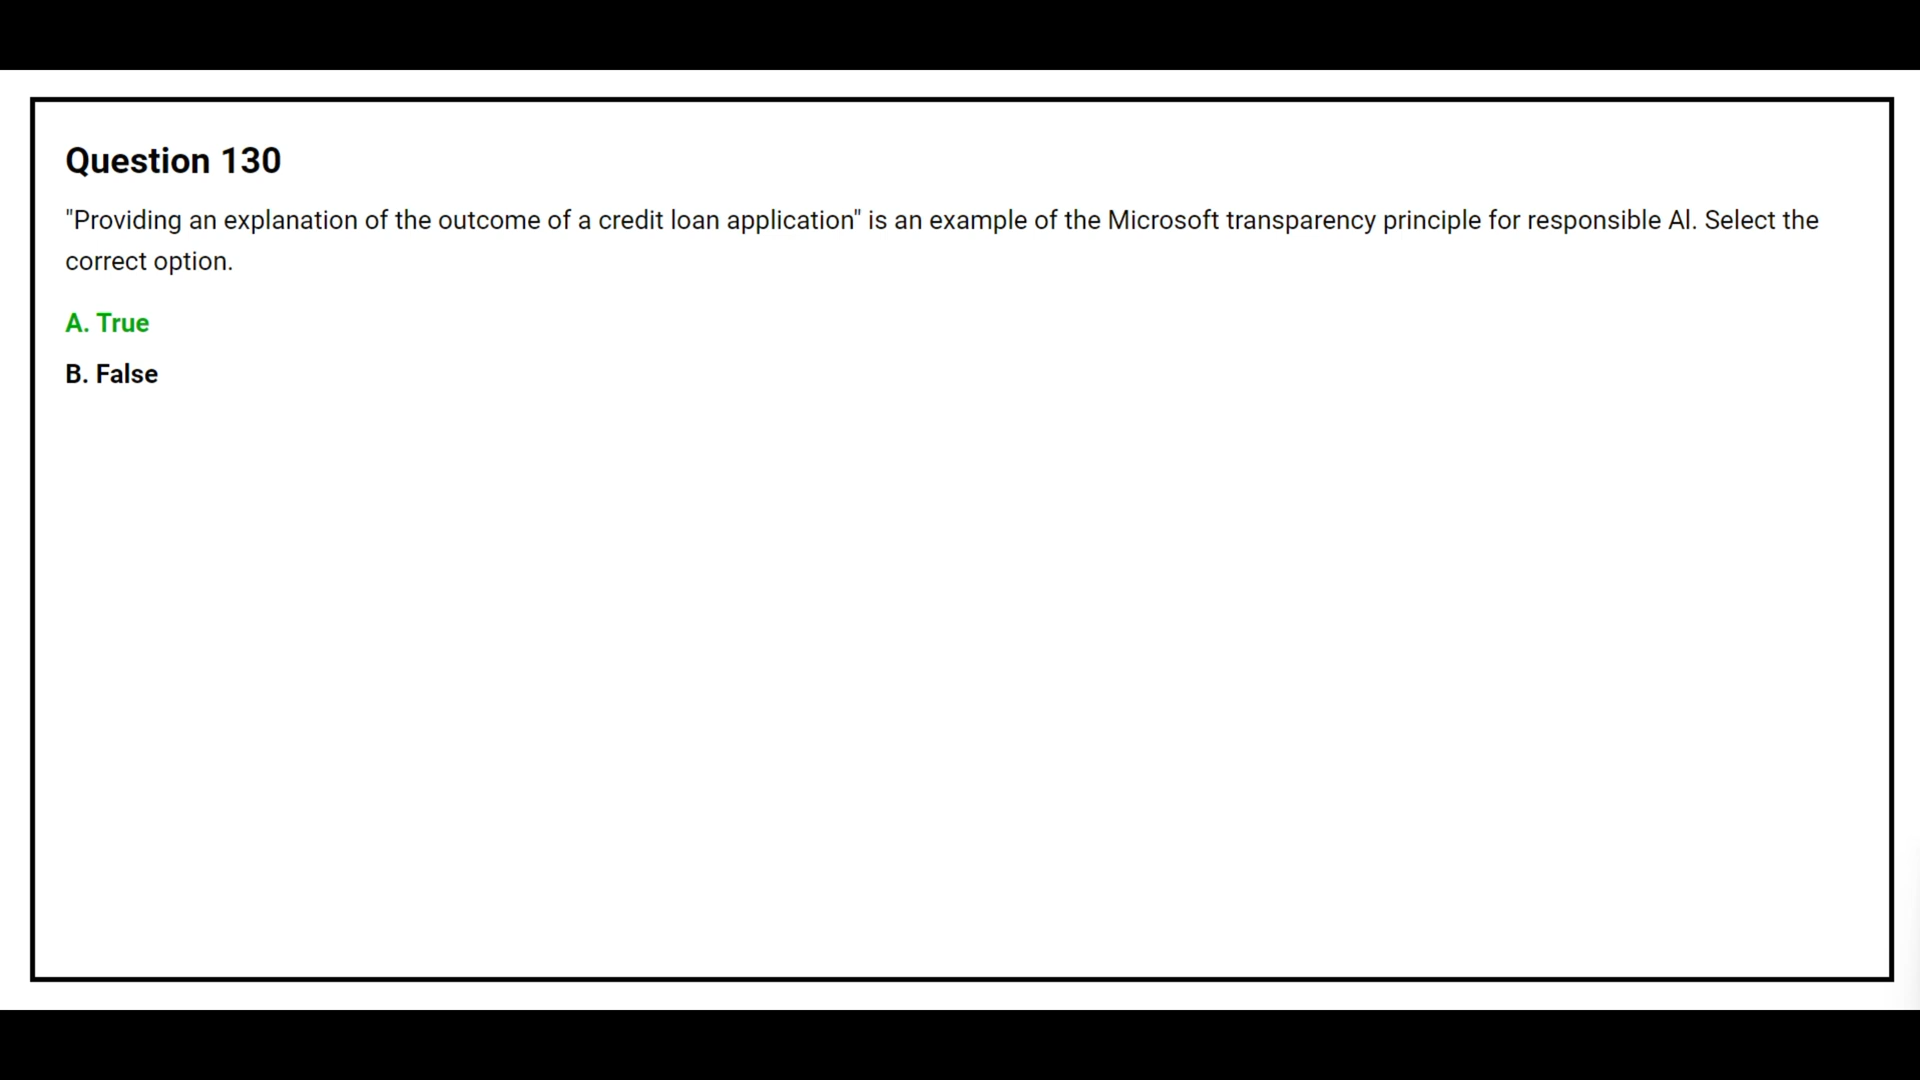 Question 130
"Providing an explanation of the outcome of a credit loan application" is an example of the Microsoft transparency principle for responsible AI. Select the
correct option.
A. True
B. False